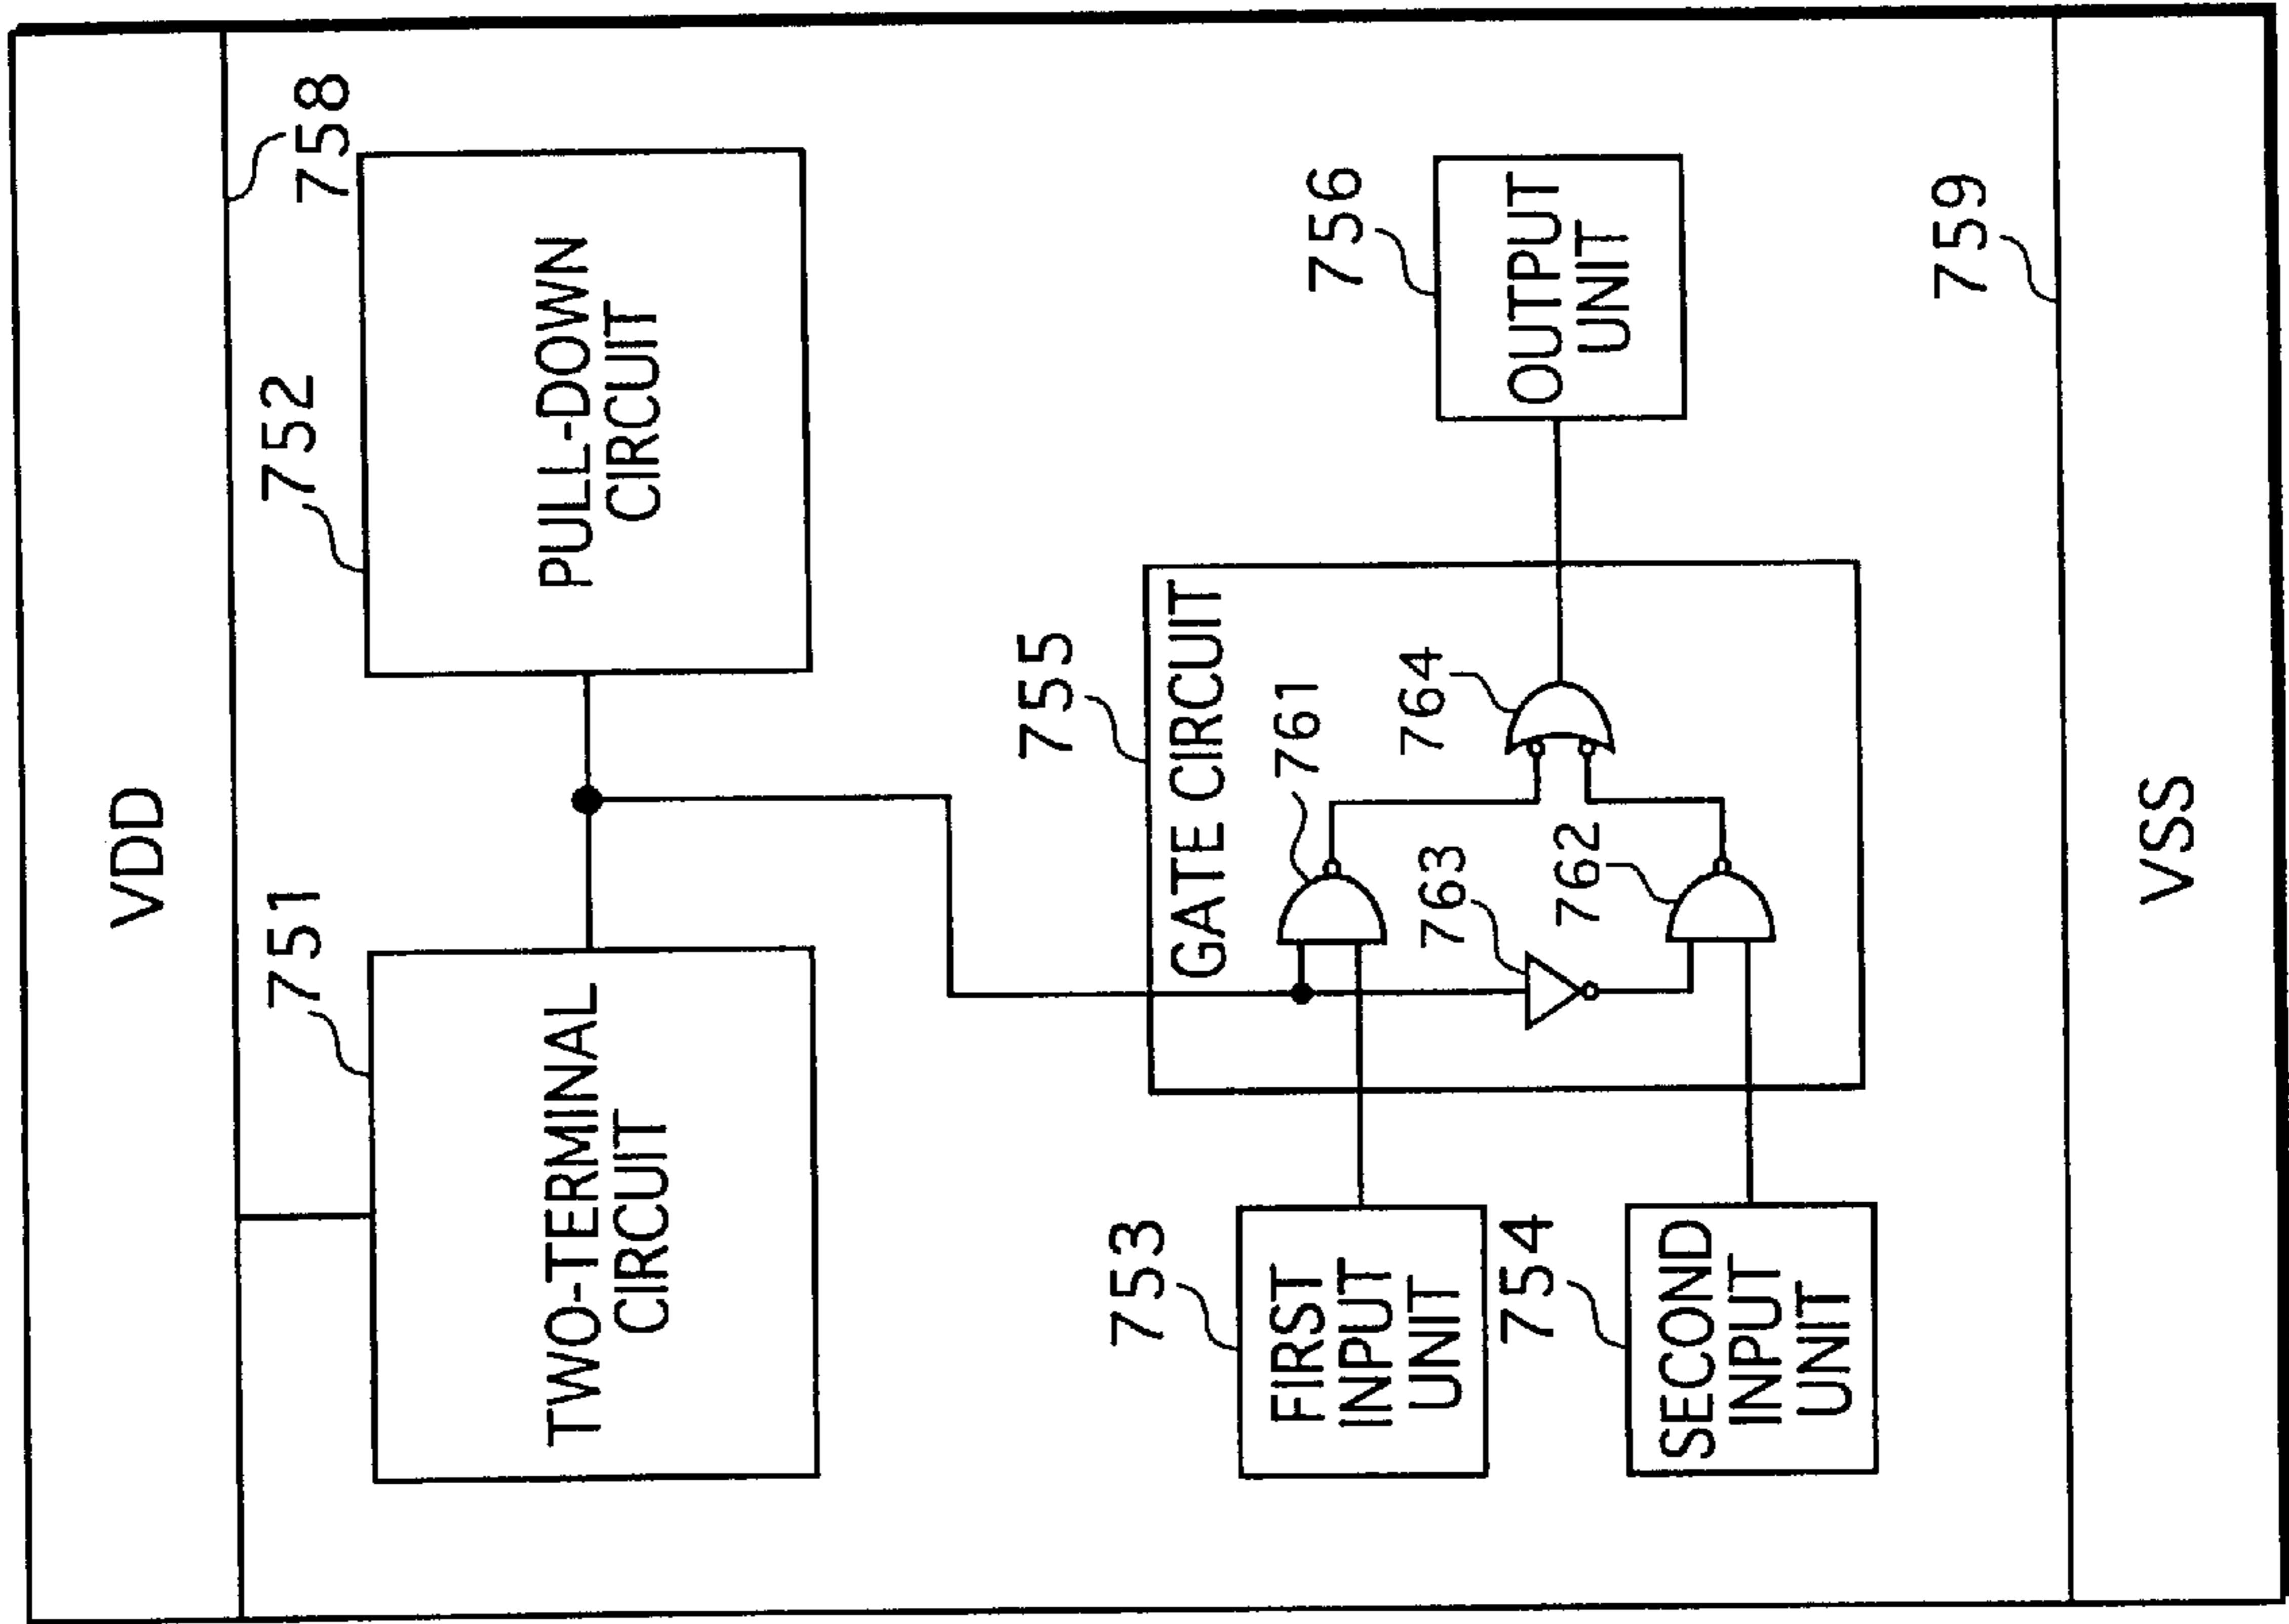 VDD
758
751
752
TWO-TERMINAL
CIRCUIT
PULL-DOWN
CIRCUIT
755
GATE CIRCUIT
753
FIRST
INPUT
UNIT
761
764
756
OUTPUT
UNIT
763
754
SECOND
INPUT
UNIT
762
759
VSS